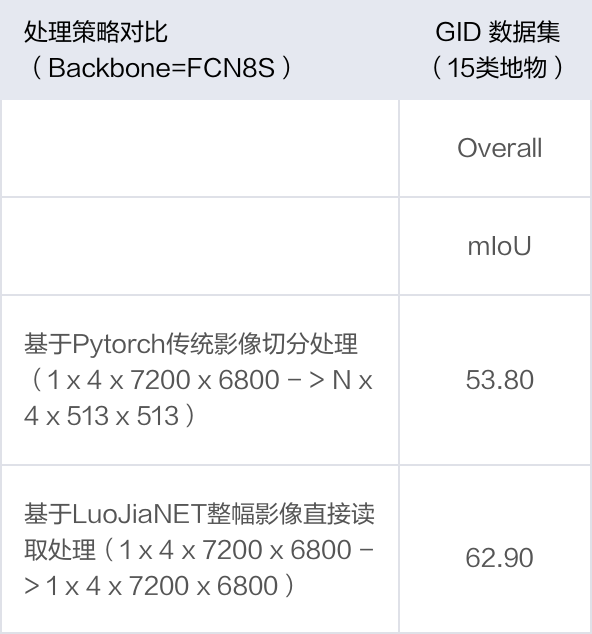 处理策略对比
（Backbone=FCN8S）
GID 数据集
（15类地物）
Overall
mIoU
基于Pytorch传统影像切分处理
（1 x 4 x 7200 x 6800 – > N x
4 x 513 x 513）
53.80
基于LuoJiaNET整幅影像直接读
取处理（1 x 4 x 7200 x 6800 –
> 1 x 4 x 7200 x 6800）
62.90